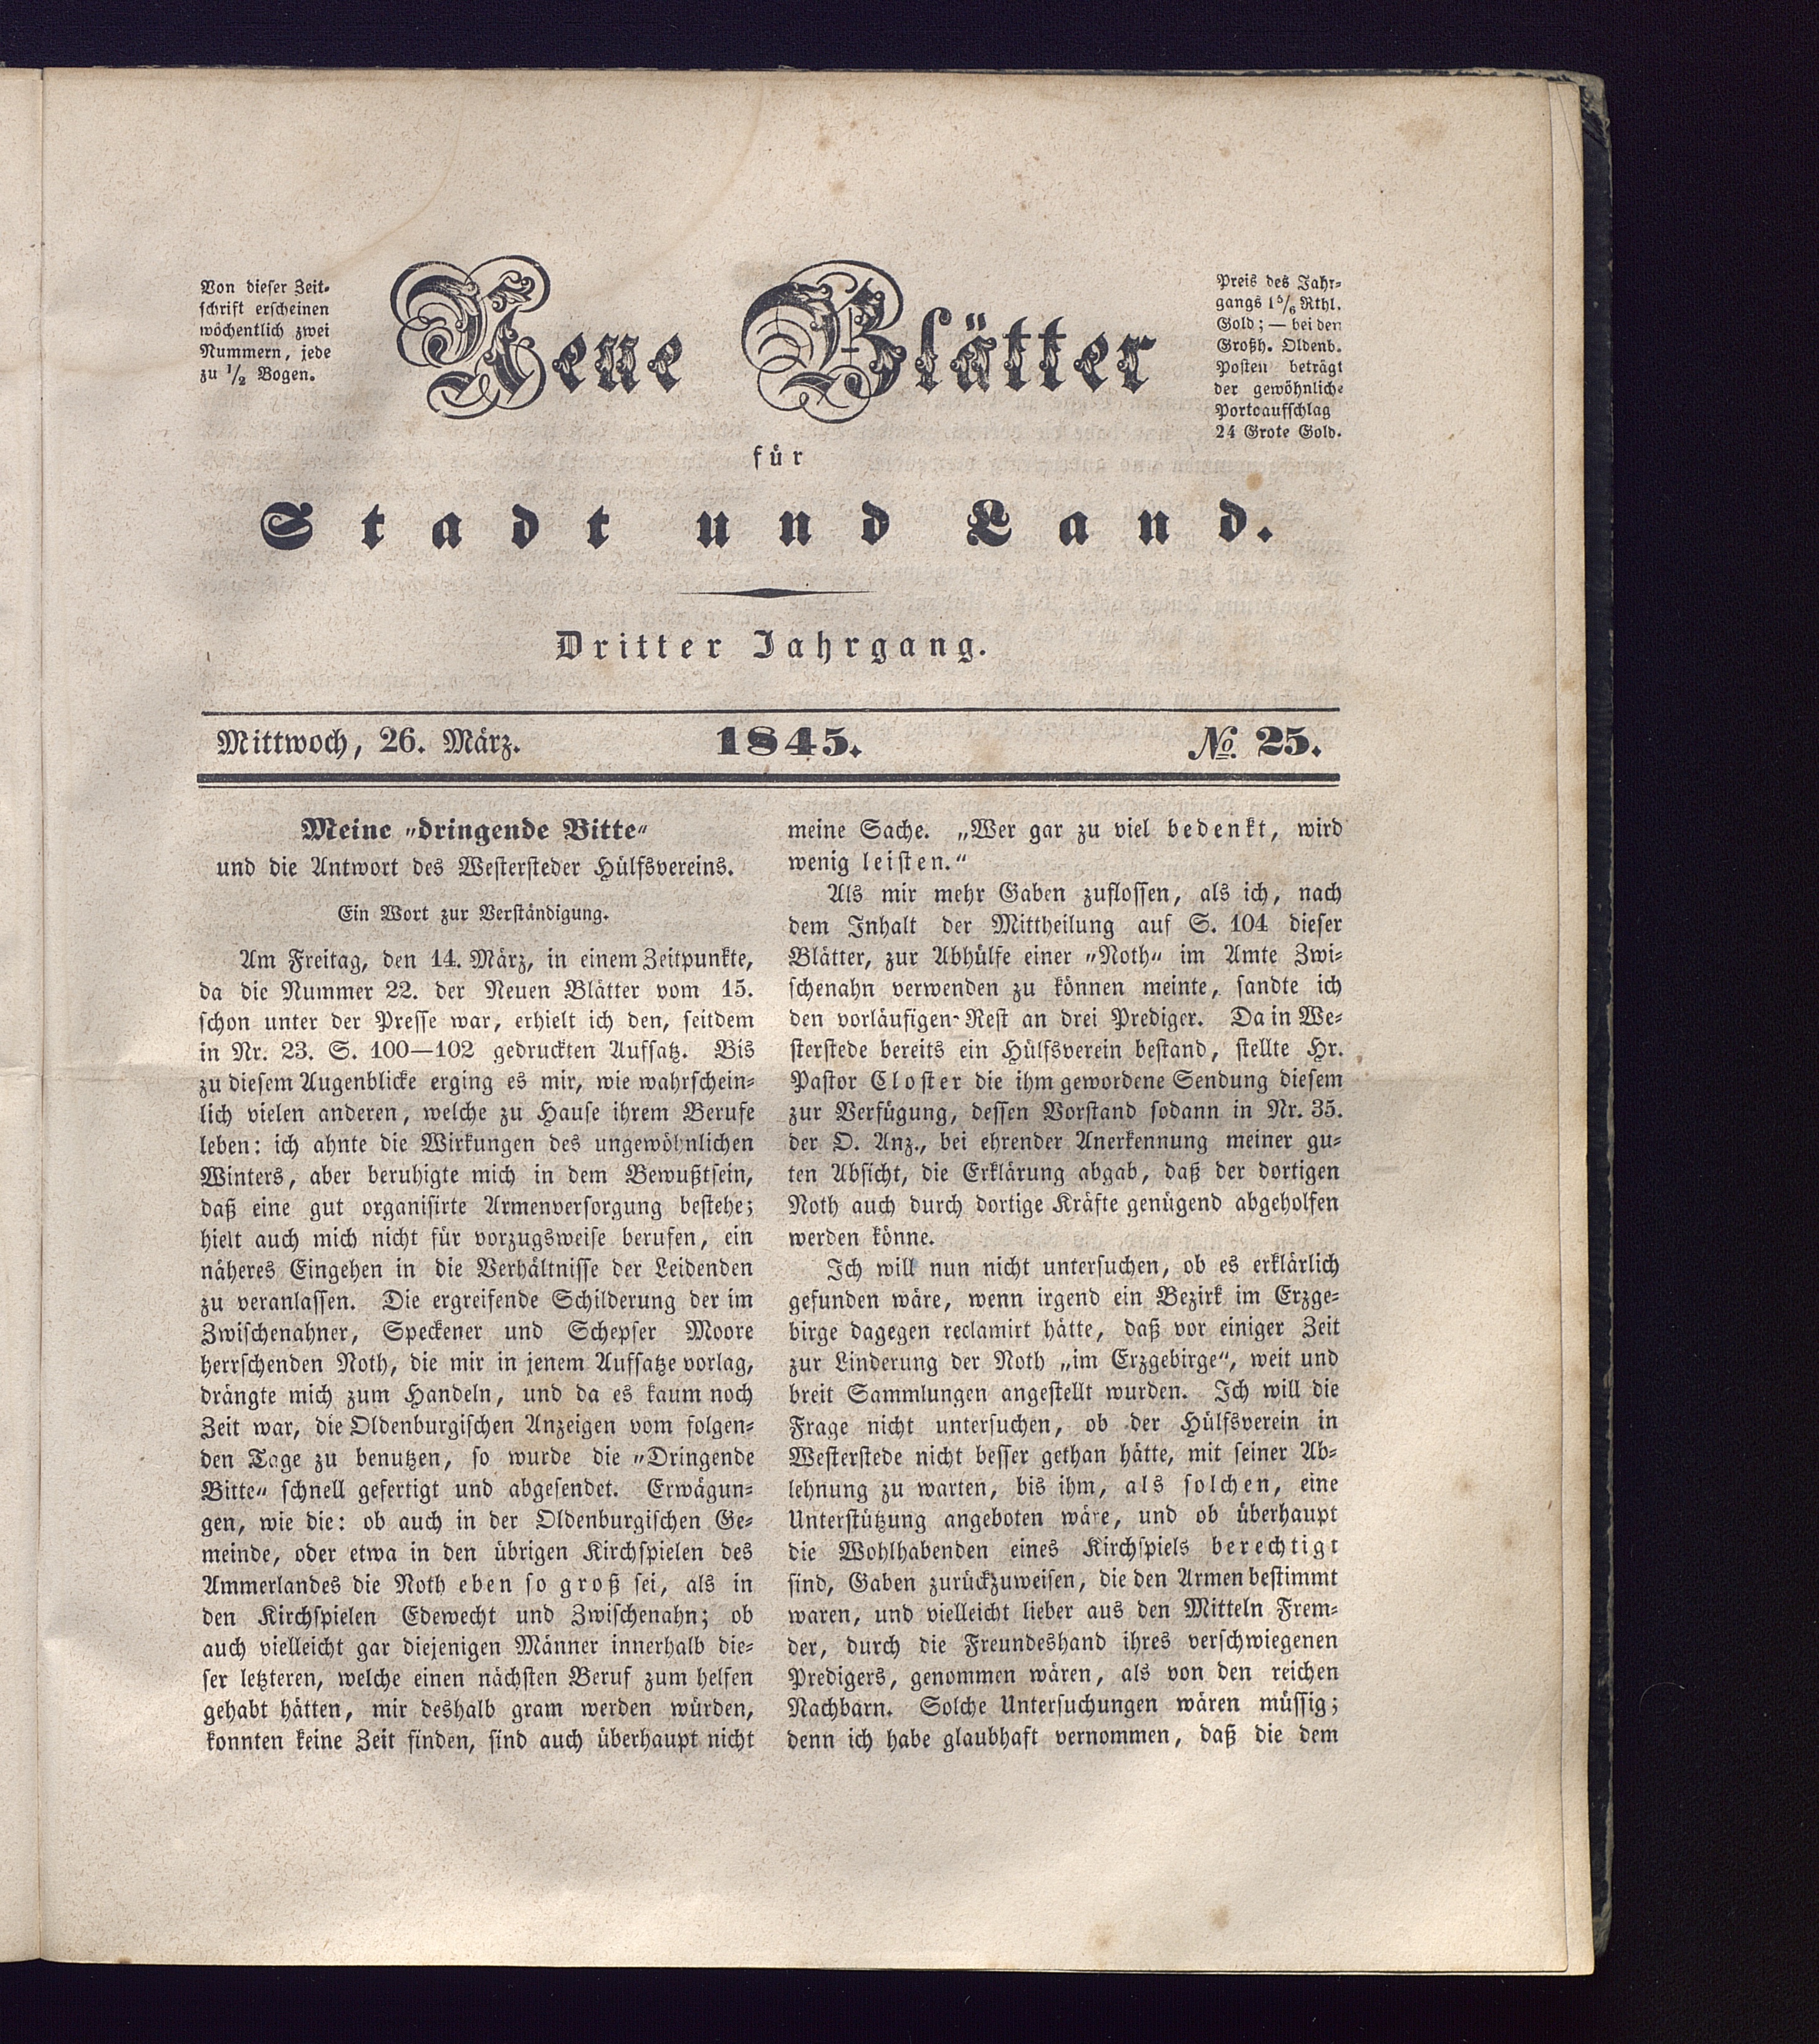 Von dieser Zeit-
schrift erscheinen
wöchentlich zwei
Nummern, jede
zu 1/2 Bogen.
Neue Blätter
Preis des Jahr-
gangs 1 5/6 Rthl.
Gold; — bei den
Großh. Oldenb.
Posten beträgt
der gewöhnliche
Portoaufschlag
24 Grote Gold.
für
Stadt und Land.
Dritter Jahrgang.
Mittwoch, 26. März. 1845. No. 25.
Meine „dringende Bitte“
und die Antwort des Westersteder Hülfsvereins.
Ein Wort zur Verständigung.
Am Freitag, den 14. März, in einem Zeitpunkte,
da die Nummer 22. der Neuen Blätter vom 15.
schon unter der Presse war, erhielt ich den, seitdem
in Nr. 23. S. 100—102 gedruckten Aufsatz. Bis
zu diesem Augenblicke erging es mir, wie wahrschein-
lich vielen anderen, welche zu Hause ihrem Berufe
leben: ich ahnte die Wirkungen des ungewöhnlichen
Winters, aber beruhigte mich in dem Bewußtsein,
daß eine gut organisirte Armenversorgung bestehe;
hielt auch mich nicht für vorzugsweise berufen, ein
näheres Eingehen in die Verhältnisse der Leidenden
zu veranlassen. Die ergreifende Schilderung der im
Zwischenahner, Speckener und Schepser Moore
herrschenden Noth, die mir in jenem Aufsatze vorlag,
drängte mich zum Handeln, und da es kaum noch
Zeit war, die Oldenburgischen Anzeigen vom folgen-
den Tage zu benutzen, so wurde die „Dringende
Bitte“ schnell gefertigt und abgesendet. Erwägun-
gen, wie die: ob auch in der Oldenburgischen Ge-
meinde, oder etwa in den übrigen Kirchspielen des
Ammerlandes die Noth eben so groß sei, als in
den Kirchspielen Edewecht und Zwischenahn; ob
auch vielleicht gar diejenigen Männer innerhalb die-
ser letzteren, welche einen nächsten Beruf zum helfen
gehabt hätten, mir deshalb gram werden würden,
konnten keine Zeit finden, sind auch überhaupt nicht
meine Sache. „Wer gar zu viel bedenkt, wird
wenig leisten.“
Als mir mehr Gaben zuflossen, als ich, nach
dem Inhalt der Mittheilung auf S. 104 dieser
Blätter, zur Abhülfe einer „Noth“ im Amte Zwi-
schenahn verwenden zu können meinte, sandte ich
den vorläufigen Rest an drei Prediger. Da in We-
sterstede bereits ein Hülfsverein bestand, stellte Hr.
Pastor Closter die ihm gewordene Sendung diesem
zur Verfügung, dessen Vorstand sodann in Nr. 35.
der O. Anz., bei ehrender Anerkennung meiner gu-
ten Absicht, die Erklärung abgab, daß der dortigen
Noth auch durch dortige Kräfte genügend abgeholfen
werden könne.
Ich will nun nicht untersuchen, ob es erklärlich
gefunden wäre, wenn irgend ein Bezirk im Erzge-
birge dagegen reclamirt hätte, daß vor einiger Zeit
zur Linderung der Noth „im Erzgebirge“, weit und
breit Sammlungen angestellt wurden. Ich will die
Frage nicht untersuchen, ob der Hülfsverein in
Westerstede nicht besser gethan hätte, mit seiner Ab-
lehnung zu warten, bis ihm, als solchen, eine
Unterstützung angeboten wäre, und ob überhaupt
die Wohlhabenden eines Kirchspiels berechtigt
sind, Gaben zurückzuweisen, die den Armen bestimmt
waren, und vielleicht lieber aus den Mitteln Frem-
der, durch die Freundeshand ihres verschwiegenen
Predigers, genommen wären, als von den reichen
Nachbarn. Solche Untersuchungen wären müssig;
denn ich habe glaubhaft vernommen, daß die dem